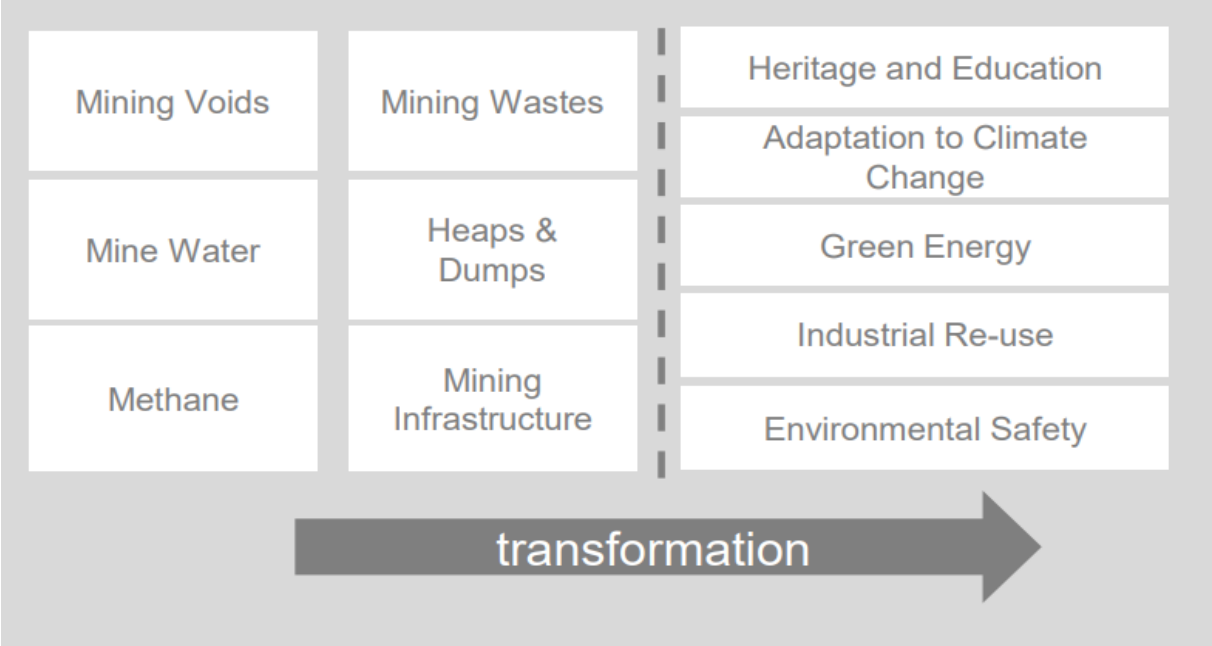 Mining Voids
Mining Wastes
Heritage and Education
Adaptation to Climate
Change
Mine Water
Heaps &
Dumps
Green Energy
Industrial Re-use
Methane
Mining
Infrastructure
Environmental Safety
transformation